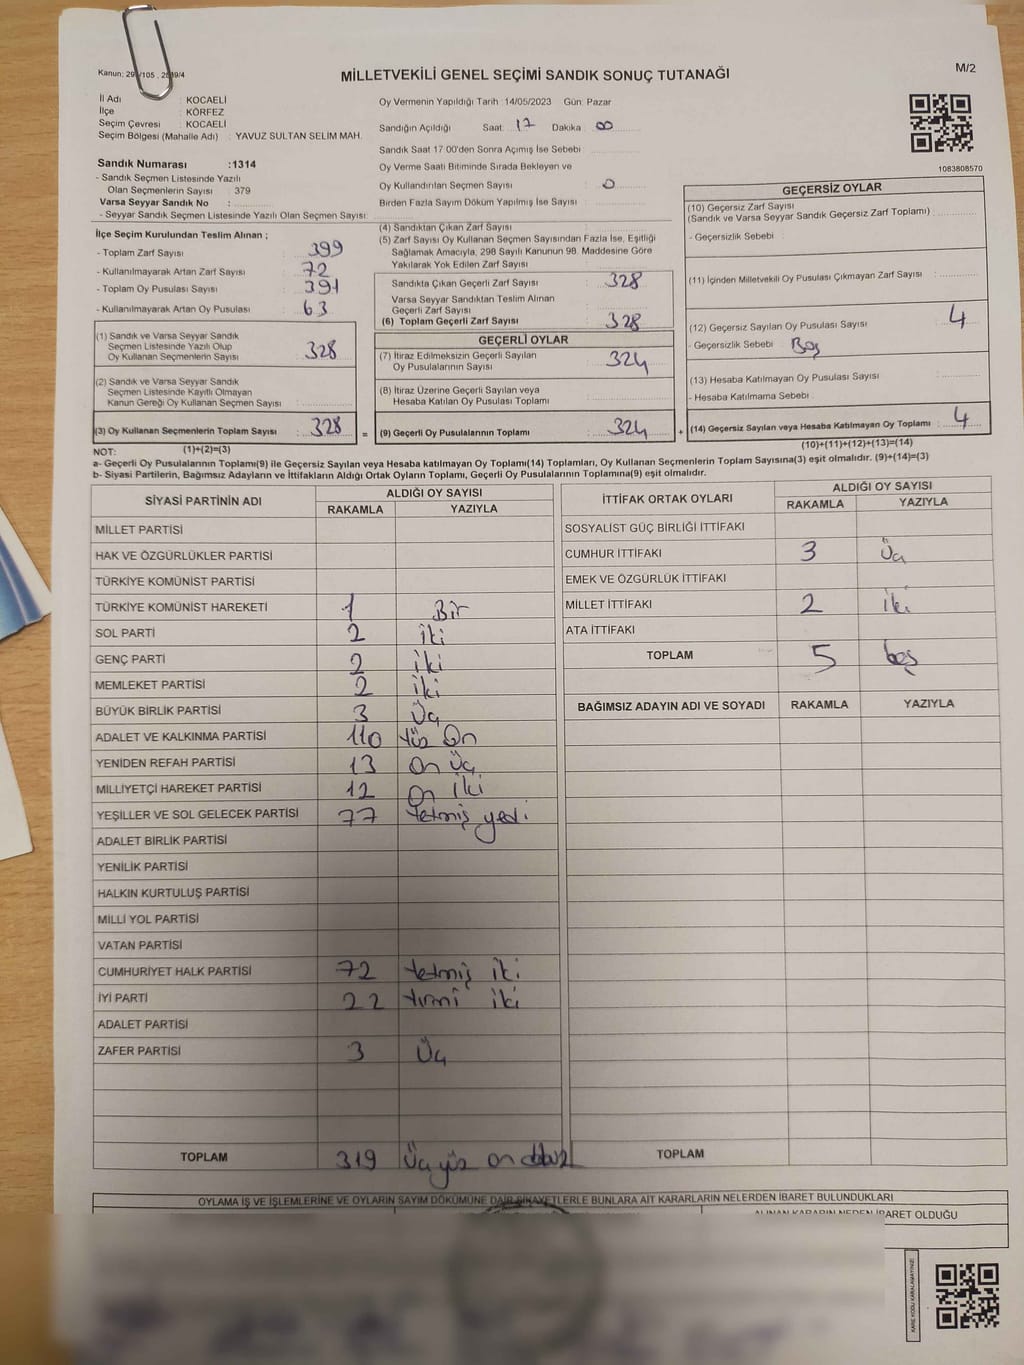 Kanun: 298/105 , 2839/4
MİLLETVEKİLİ GENEL SEÇİMİ SANDIK SONUÇ TUTANAĞI
M/2
İl Adı : KOCAELİ
İlçe : KÖRFEZ
Seçim Çevresi : KOCAELİ
Seçim Bölgesi (Mahalle Adı) : YAVUZ SULTAN SELİM MAH.
Sandık Numarası :1314
- Sandık Seçmen Listesinde Yazılı
Olan Seçmenlerin Sayısı : 379
Varsa Seyyar Sandık No :
- Seyyar Sandık Seçmen Listesinde Yazılı Olan Seçmen Sayısı:
Oy Vermenin Yapıldığı Tarih :14/05/2023 Gün: Pazar
Sandığın Açıldığı Saat: 17 Dakika : 00
Sandık Saat 17:00'den Sonra Açımış İse Sebebi :
Oy Verme Saati Bitiminde Sırada Bekleyen ve
Oy Kullandırılan Seçmen Sayısı : 0
Birden Fazla Sayım Döküm Yapılmış İse Sayısı :
1083808570
İlçe Seçim Kurulundan Teslim Alınan ;
- Toplam Zarf Sayısı : 399
- Kullanılmayarak Artan Zarf Sayısı : 72
- Toplam Oy Pusulası Sayısı : 391
- Kullanılmayarak Artan Oy Pusulası : 63
(1) Sandık ve Varsa Seyyar Sandık
Seçmen Listesinde Yazılı Olup
Oy Kullanan Seçmenlerin Sayısı : 328
(2) Sandık ve Varsa Seyyar Sandık
Seçmen Listesinde Kayıtlı Olmayan
Kanun Gereği Oy Kullanan Seçmen Sayısı :
(3) Oy Kullanan Seçmenlerin Toplam Sayısı : 328 =
(4) Sandıktan Çıkan Zarf Sayısı :
(5) Zarf Sayısı Oy Kullanan Seçmen Sayısından Fazla İse, Eşitliği
Sağlamak Amacıyla, 298 Sayılı Kanunun 98. Maddesine Göre
Yakılarak Yok Edilen Zarf Sayısı :
Sandıkta Çıkan Geçerli Zarf Sayısı : 328
Varsa Seyyar Sandıktan Teslim Alınan
Geçerli Zarf Sayısı :
(6) Toplam Geçerli Zarf Sayısı : 328
GEÇERLİ OYLAR
(7) İtiraz Edilmeksizin Geçerli Sayılan
Oy Pusulalarının Sayısı : 324
(8) İtiraz Üzerine Geçerli Sayılan veya
Hesaba Katılan Oy Pusulası Toplamı :
(9) Geçerli Oy Pusulalarının Toplamı : 324 +
GEÇERSİZ OYLAR
(10) Geçersiz Zarf Sayısı
(Sandık ve Varsa Seyyar Sandık Geçersiz Zarf Toplamı) :
- Geçersizlik Sebebi :
(11) İçinden Milletvekili Oy Pusulası Çıkmayan Zarf Sayısı :
(12) Geçersiz Sayılan Oy Pusulası Sayısı : 4
- Geçersizlik Sebebi : Boş
(13) Hesaba Katılmayan Oy Pusulası Sayısı :
- Hesaba Katılmama Sebebi :
(14) Geçersiz Sayılan veya Hesaba Katılmayan Oy Toplamı : 4
NOT: (1)+(2)=(3)
(10)+(11)+(12)+(13)=(14)
a- Geçerli Oy Pusulalarının Toplamı(9) ile Geçersiz Sayılan veya Hesaba katılmayan Oy Toplamı(14) Toplamları, Oy Kullanan Seçmenlerin Toplam Sayısına(3) eşit olmalıdır. (9)+(14)=(3)
b- Siyasi Partilerin, Bağımsız Adayların ve İttifakların Aldığı Ortak Oyların Toplamı, Geçerli Oy Pusulalarının Toplamına(9) eşit olmalıdır.
SİYASİ PARTİNİN ADI
ALDIĞI OY SAYISI
RAKAMLA YAZIYLA
MİLLET PARTİSİ
HAK VE ÖZGÜRLÜKLER PARTİSİ
TÜRKİYE KOMÜNİST PARTİSİ
TÜRKİYE KOMÜNİST HAREKETİ 1 Bir
SOL PARTİ 2 iki
GENÇ PARTİ 2 iki
MEMLEKET PARTİSİ 2 iki
BÜYÜK BİRLİK PARTİSİ 3 Üç
ADALET VE KALKINMA PARTİSİ 110 Yüz On
YENİDEN REFAH PARTİSİ 13 On Üç
MİLLİYETÇİ HAREKET PARTİSİ 12 On iki
YEŞİLLER VE SOL GELECEK PARTİSİ 77 Yetmiş yedi
ADALET BİRLİK PARTİSİ
YENİLİK PARTİSİ
HALKIN KURTULUŞ PARTİSİ
MİLLİ YOL PARTİSİ
VATAN PARTİSİ
CUMHURİYET HALK PARTİSİ 72 Yetmiş iki
İYİ PARTİ 22 Yirmi iki
ADALET PARTİSİ
ZAFER PARTİSİ 3 Üç
TOPLAM 319 Üçyüz on dokuz
İTTİFAK ORTAK OYLARI
ALDIĞI OY SAYISI
RAKAMLA YAZIYLA
SOSYALİST GÜÇ BİRLİĞİ İTTİFAKI
CUMHUR İTTİFAKI 3 Üç
EMEK VE ÖZGÜRLÜK İTTİFAKI
MİLLET İTTİFAKI 2 iki
ATA İTTİFAKI
TOPLAM 5 beş
BAĞIMSIZ ADAYIN ADI VE SOYADI RAKAMLA YAZIYLA
TOPLAM
OYLAMA İŞ VE İŞLEMLERİNE VE OYLARIN SAYIM DÖKÜMÜNE DAİR ŞİKAYETLERLE BUNLARA AİT KARARLARIN NELERDEN İBARET BULUNDUKLARI
ALINAN KARARIN NEDEN İBARET OLDUĞU
KARE KODU KARALAMAYINIZ!